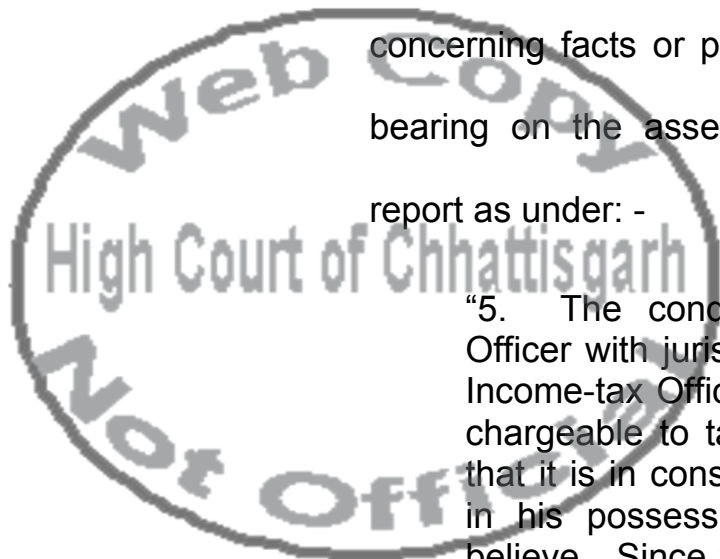 concerning facts or p
bearing on the asse
report as under: -
“5. The cond
Officer with juris
Income-tax Offic
chargeable to ta
that it is in cons
in his possess
believe. Since
Web Copy
High Court of Chhattisgarh
Not Official